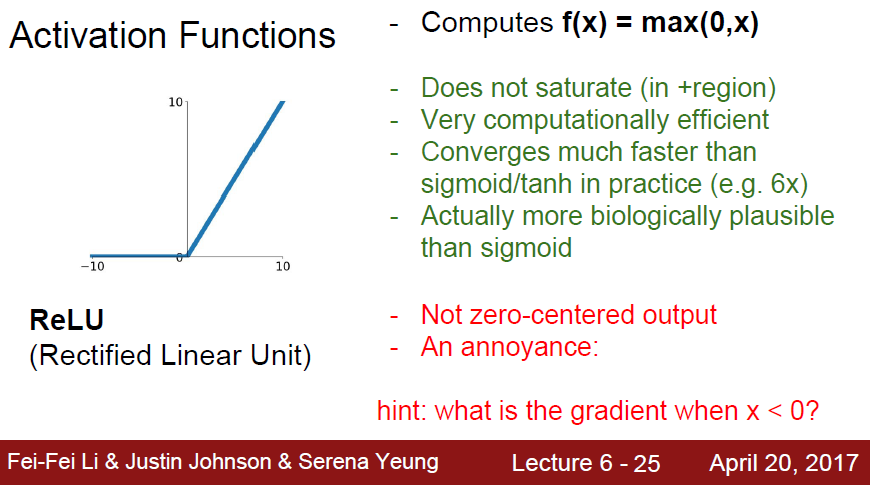 Activation Functions
10
0
−10
10
ReLU
(Rectified Linear Unit)
- Computes f(x) = max(0,x)
- Does not saturate (in +region)
- Very computationally efficient
- Converges much faster than
sigmoid/tanh in practice (e.g. 6x)
- Actually more biologically plausible
than sigmoid
- Not zero-centered output
- An annoyance:
hint: what is the gradient when x < 0?
Fei-Fei Li & Justin Johnson & Serena Yeung
Lecture 6 - 25
April 20, 2017